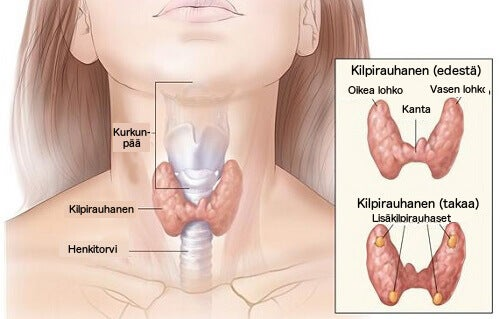 Kurkun-
pää
Kilpirauhanen
Henkitorvi
Kilpirauhanen (edestä)
Oikea lohko
Vasen lohko
Kanta
Kilpirauhanen (takaa)
Lisäkilpirauhaset